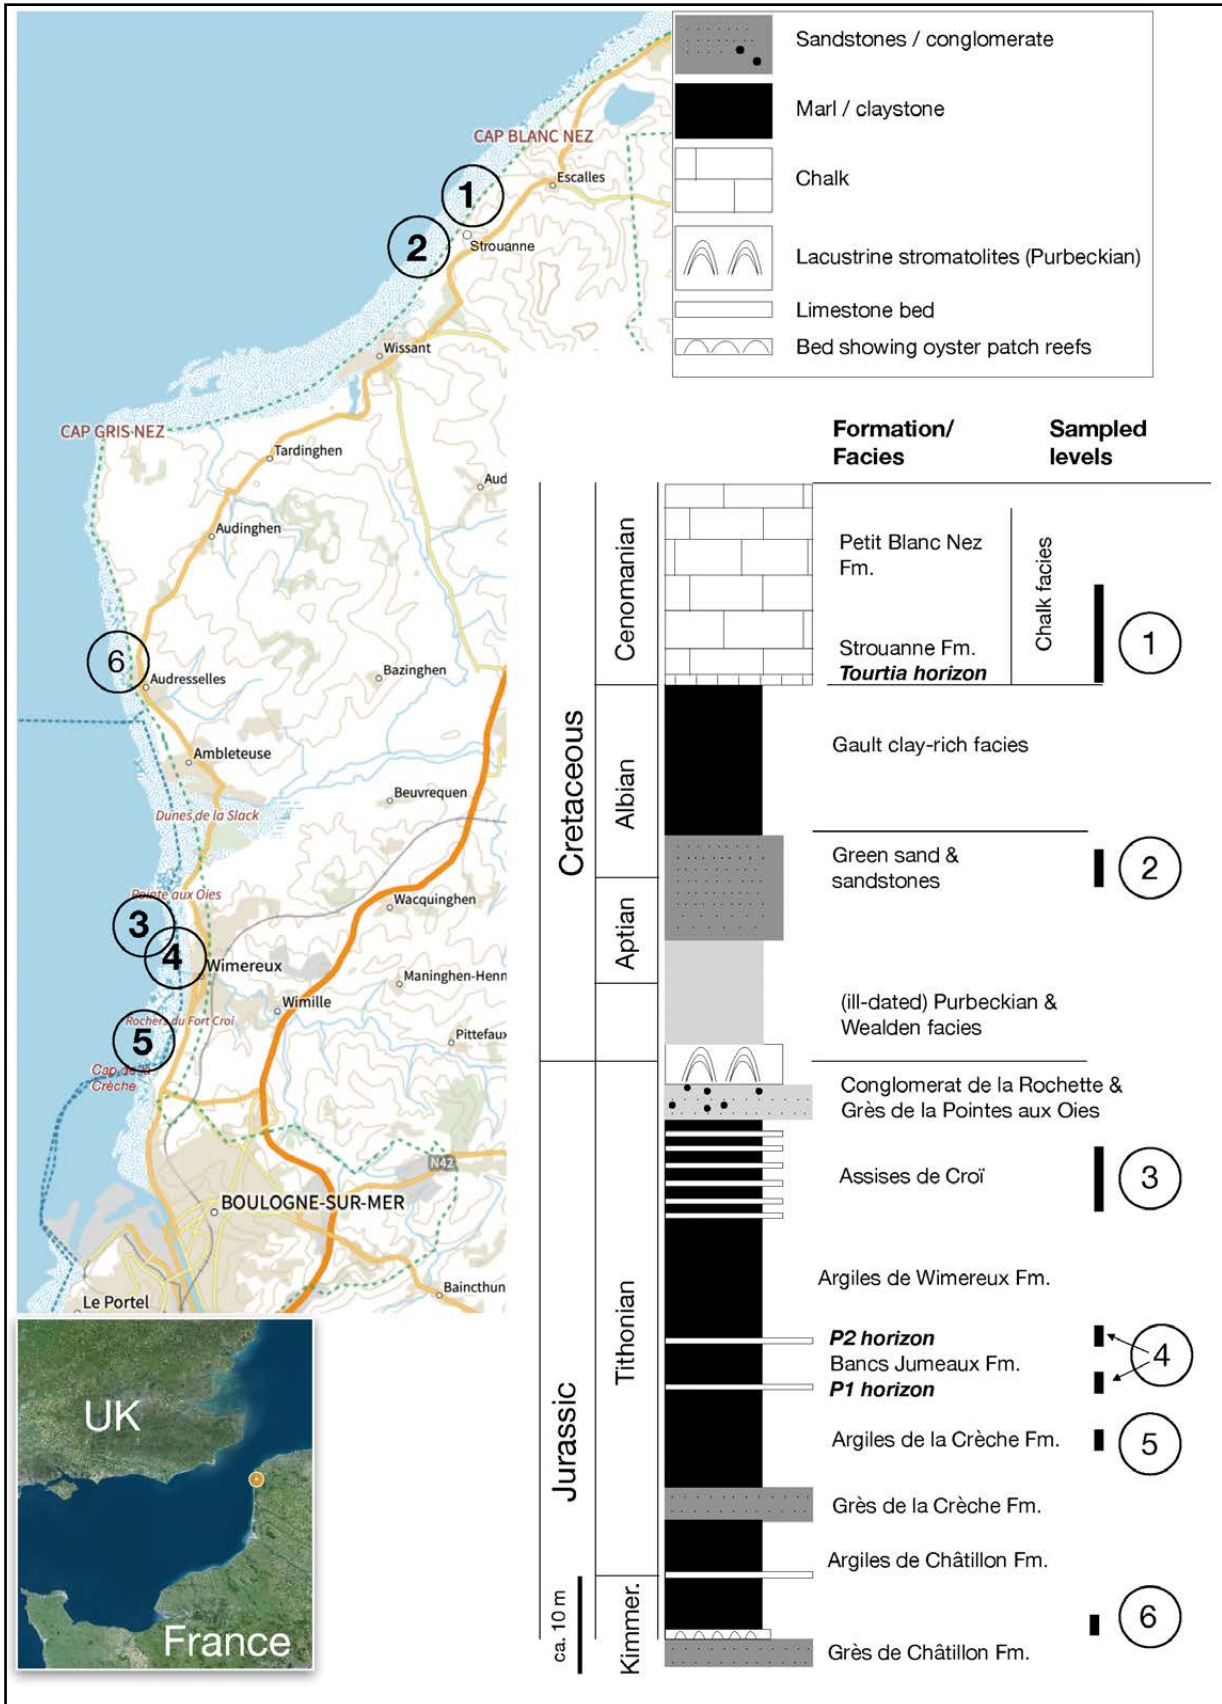 Sandstones / conglomerate
Marl / claystone
Chalk
Lacustrine stromatolites (Purbeckian)
Limestone bed
Bed showing oyster patch reefs
CAP BLANC NEZ
Escalles
1
Strouanne
2
Wissant
CAP GRIS NEZ
Tardinghen
Aud
Audinghen
6
Audresselles
Bazinghen
Ambleteuse
Beuvrequen
Dunes de la Slack
Pointe aux Oies
Wacquinghen
3
4
Wimereux
Maninghen-Henn
Wimille
Rochers du Fort Croï
Pittefaux
5
Cap de la
Crèche
N42
BOULOGNE-SUR-MER
Baincthun
Le Portel
UK
France
Formation/
Facies
Sampled
levels
Cretaceous
Jurassic
Cenomanian
Albian
Aptian
Tithonian
Kimmer.
ca. 10 m
Petit Blanc Nez
Fm.
Chalk facies
Strouanne Fm.
Tourtia horizon
1
Gault clay-rich facies
Green sand &
sandstones
2
(ill-dated) Purbeckian &
Wealden facies
Conglomerat de la Rochette &
Grès de la Pointes aux Oies
Assises de Croï
3
Argiles de Wimereux Fm.
P2 horizon
Bancs Jumeaux Fm.
P1 horizon
4
Argiles de la Crèche Fm.
5
Grès de la Crèche Fm.
Argiles de Châtillon Fm.
6
Grès de Châtillon Fm.